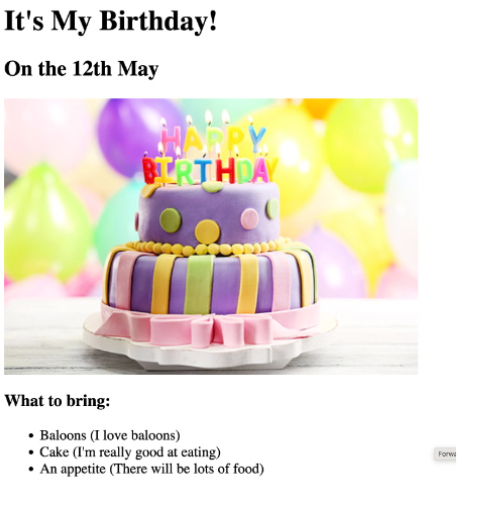 It's My Birthday!
On the 12th May
HAPPY
BIRTHDAY
What to bring:
Baloons (I love baloons)
Cake (I'm really good at eating)
An appetite (There will be lots of food)